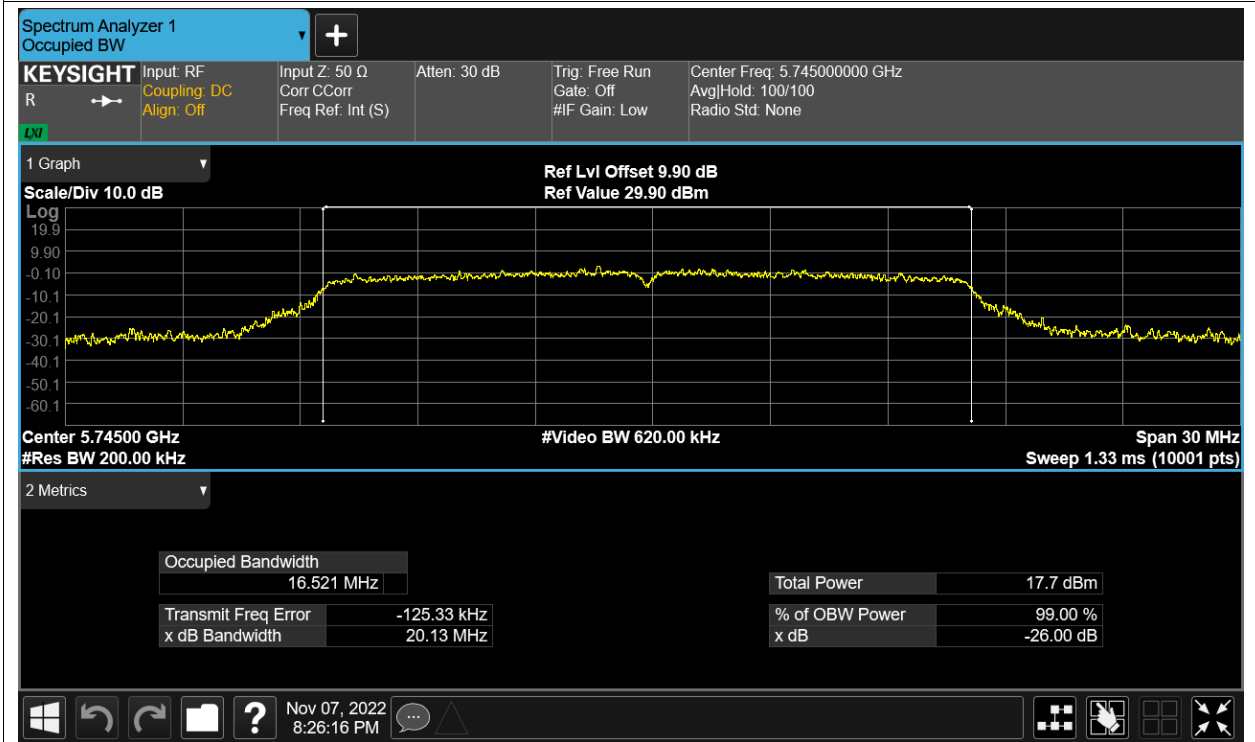 Spectrum Analyzer 1
Occupied BW
KEYSIGHT
R
LXI
Input: RF
Coupling: DC
Align: Off
Input Z: 50 Ω
Corr CCorr
Freq Ref: Int (S)
Atten: 30 dB
Trig: Free Run
Gate: Off
#IF Gain: Low
Center Freq: 5.745000000 GHz
Avg|Hold: 100/100
Radio Std: None
1 Graph
Scale/Div 10.0 dB
Ref Lvl Offset 9.90 dB
Ref Value 29.90 dBm
Log
19.9
9.90
-0.10
-10.1
-20.1
-30.1
-40.1
-50.1
-60.1
Center 5.74500 GHz
#Video BW 620.00 kHz
Span 30 MHz
#Res BW 200.00 kHz
Sweep 1.33 ms (10001 pts)
2 Metrics
Occupied Bandwidth
16.521 MHz
Total Power 17.7 dBm
Transmit Freq Error -125.33 kHz
% of OBW Power 99.00 %
x dB Bandwidth 20.13 MHz
x dB -26.00 dB
?
Nov 07, 2022
8:26:16 PM